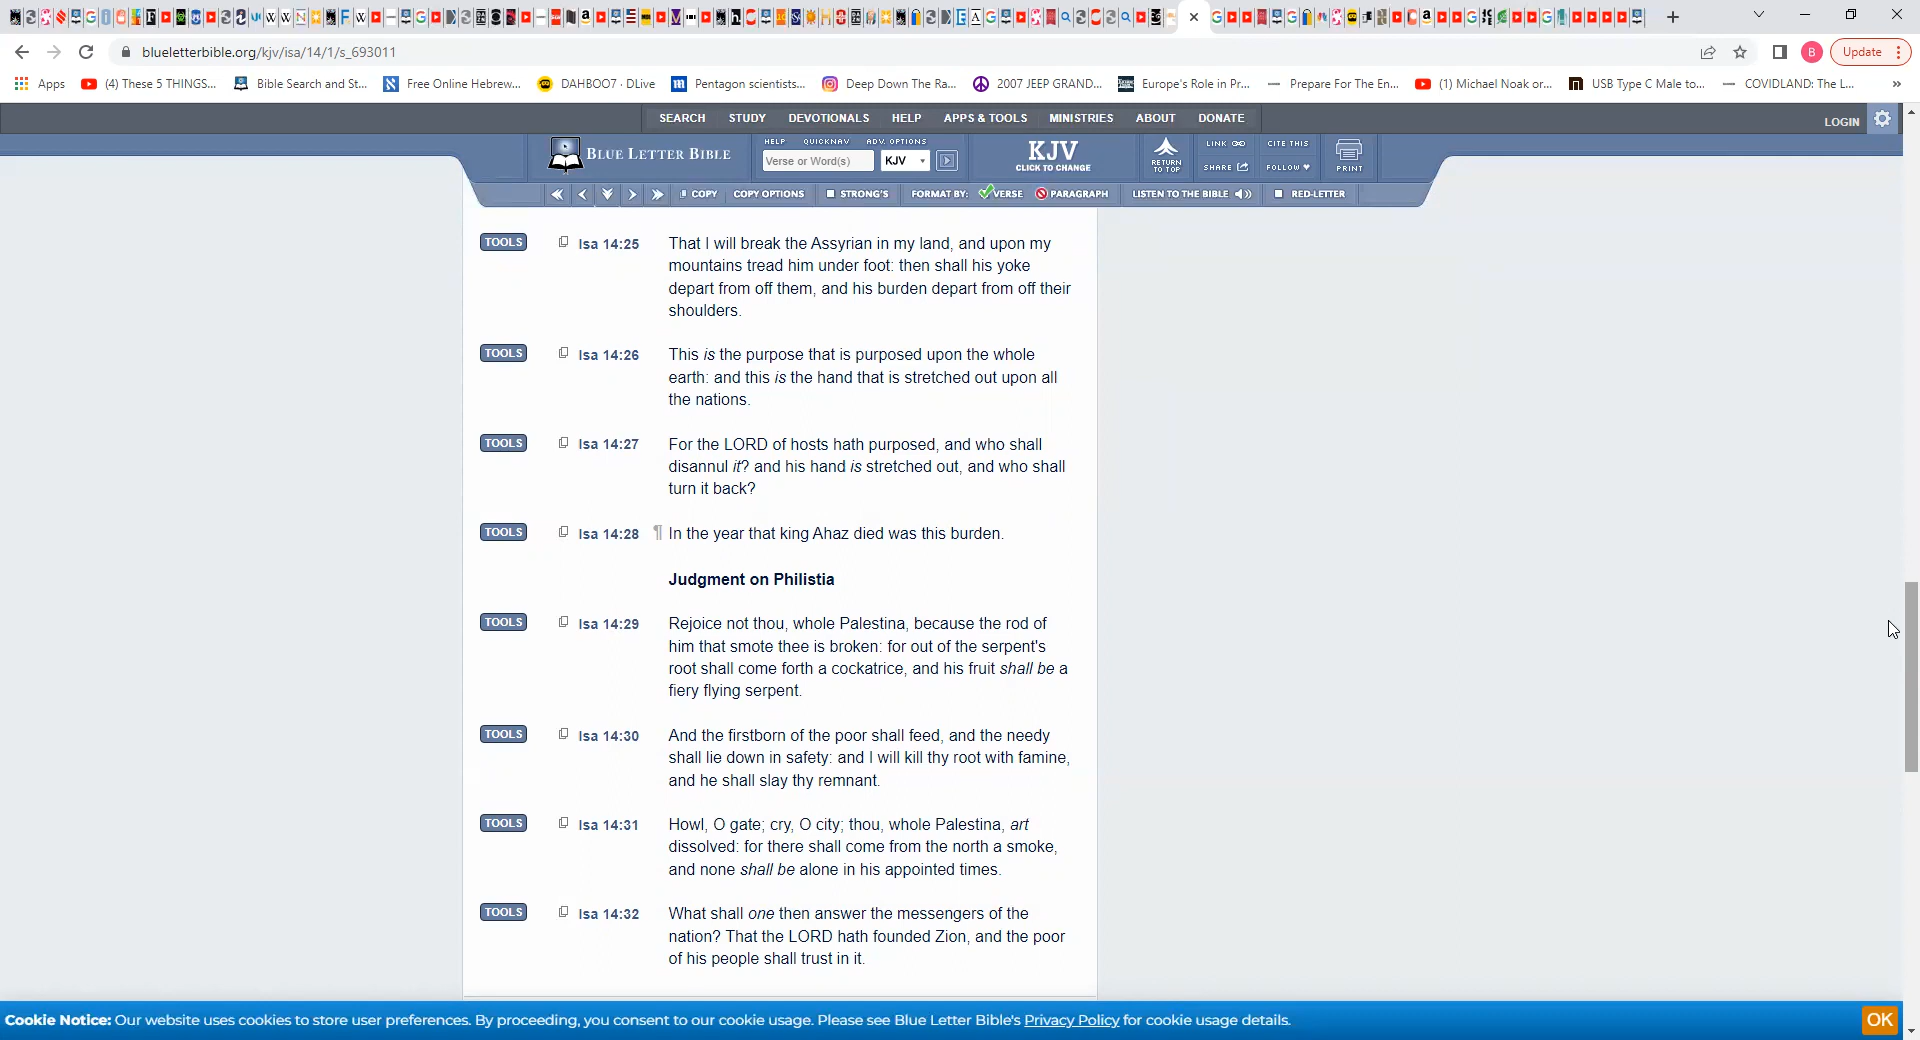 blueletterbible.org/kjv/isa/14/1/s_693011
B
Update
Apps
(4) These 5 THINGS...
Bible Search and St...
Free Online Hebrew...
DAHBOO7 · DLive
Pentagon scientists...
Deep Down The Ra...
2007 JEEP GRAND...
Europe's Role in Pr...
Prepare For The En...
(1) Michael Noak or...
USB Type C Male to...
COVIDLAND: The L...
SEARCH STUDY DEVOTIONALS HELP APPS & TOOLS MINISTRIES ABOUT DONATE
LOGIN
BLUE LETTER BIBLE
HELP QUICKNAV ADV. OPTIONS
Verse or Word(s)
KJV
KJV
CLICK TO CHANGE
RETURN
TO TOP
LINK
SHARE
CITE THIS
FOLLOW
PRINT
COPY
COPY OPTIONS
STRONG'S
FORMAT BY:
VERSE
PARAGRAPH
LISTEN TO THE BIBLE
RED-LETTER
TOOLS Isa 14:25 That I will break the Assyrian in my land, and upon my
mountains tread him under foot: then shall his yoke
depart from off them, and his burden depart from off their
shoulders.
TOOLS Isa 14:26 This is the purpose that is purposed upon the whole
earth: and this is the hand that is stretched out upon all
the nations.
TOOLS Isa 14:27 For the LORD of hosts hath purposed, and who shall
disannul it? and his hand is stretched out, and who shall
turn it back?
TOOLS Isa 14:28 ¶ In the year that king Ahaz died was this burden.
Judgment on Philistia
TOOLS Isa 14:29 Rejoice not thou, whole Palestina, because the rod of
him that smote thee is broken: for out of the serpent's
root shall come forth a cockatrice, and his fruit shall be a
fiery flying serpent.
TOOLS Isa 14:30 And the firstborn of the poor shall feed, and the needy
shall lie down in safety: and I will kill thy root with famine,
and he shall slay thy remnant.
TOOLS Isa 14:31 Howl, O gate; cry, O city; thou, whole Palestina, art
dissolved: for there shall come from the north a smoke,
and none shall be alone in his appointed times.
TOOLS Isa 14:32 What shall one then answer the messengers of the
nation? That the LORD hath founded Zion, and the poor
of his people shall trust in it.
Cookie Notice: Our website uses cookies to store user preferences. By proceeding, you consent to our cookie usage. Please see Blue Letter Bible's Privacy Policy for cookie usage details.
OK